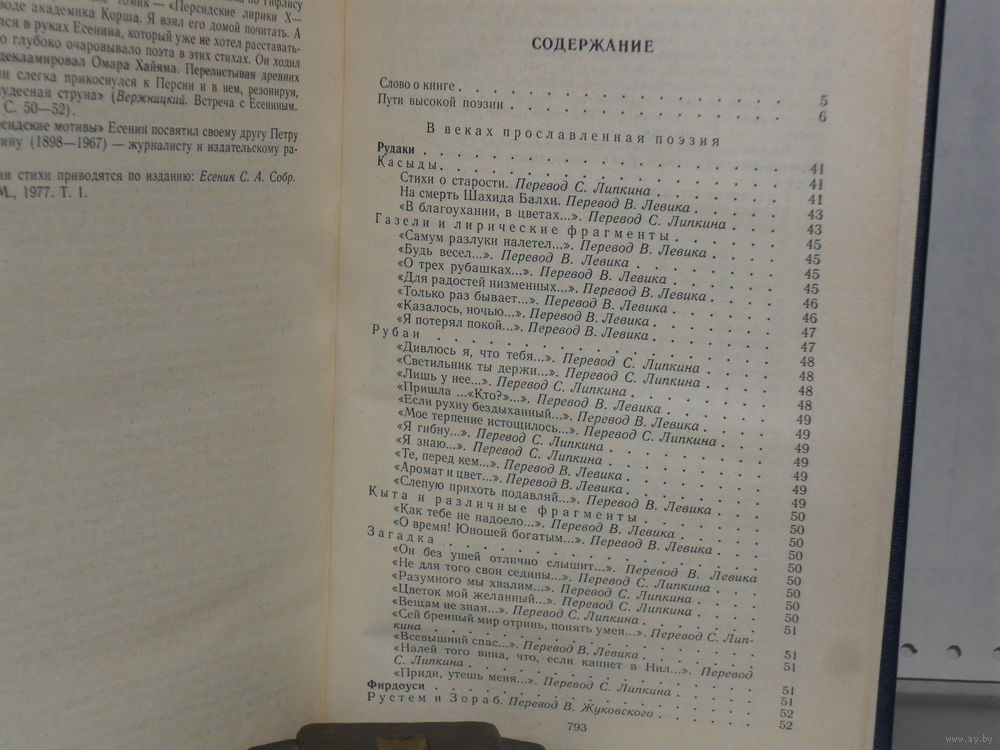 по Тифлису
томик — «Персидские лирики X—
воде академика Корша. Я взял его домой почитать. А
лся в руках Есенина, который уже не хотел расставать-
о глубоко очаровывало поэта в этих стихах. Он ходил
декламировал Омара Хайяма. Перелистывая древних
н слегка прикоснулся к Персии и в нем, резонируя,
чудесная струна» (Вержницкий. Встреча с Есениным.
С. 50—52).
сидские мотивы» Есенин посвятил своему другу Петру
ину (1898—1967) — журналисту и издательскому ра-
ии стихи приводятся по изданию: Есенин С. А. Собр.
М., 1977. Т. 1.
СОДЕРЖАНИЕ
Слово о книге . . . 5
Пути высокой поэзии . . . 6
В веках прославленная поэзия
Рудаки . . . 41
Касыды . . . 41
Стихи о старости. Перевод С. Липкина . . . 41
На смерть Шахида Балхи. Перевод В. Левика . . . 43
«В благоухании, в цветах...». Перевод С. Липкина . . . 43
Газели и лирические фрагменты . . . 45
«Самум разлуки налетел...». Перевод В. Левика . . . 45
«Будь весел...». Перевод В. Левика . . . 45
«О трех рубашках...». Перевод В. Левика . . . 45
«Для радостей низменных...». Перевод В. Левика . . . 46
«Только раз бывает...». Перевод В. Левика . . . 46
«Казалось, ночью...». Перевод В. Левика . . . 47
«Я потерял покой...». Перевод В. Левика . . . 47
Рубаи . . . 48
«Дивлюсь я, что тебя...». Перевод С. Липкина . . . 48
«Светильник ты держи...». Перевод С. Липкина . . . 48
«Лишь у нее...». Перевод С. Липкина . . . 48
«Пришла ...«Кто?»...». Перевод В. Левика . . . 49
«Если рухну бездыханный...». Перевод В. Левика . . . 49
«Мое терпение истощилось...». Перевод С. Липкина . . . 49
«Я гибну...». Перевод С. Липкина . . . 49
«Я знаю...». Перевод С. Липкина . . . 49
«Те, перед кем...». Перевод В. Левика . . . 49
«Аромат и цвет...». Перевод В. Левика . . . 49
«Слепую прихоть подавляй...». Перевод В. Левика . . . 50
Кыта и различные фрагменты . . . 50
«Как тебе не надоело...». Перевод В. Левика . . . 50
«О время! Юношей богатым...». Перевод В. Левика . . . 50
Загадка . . . 50
«Он без ушей отлично слышит...». Перевод В. Левика 50
«Не для того свои седины...». Перевод С. Липкина . . . 50
«Разумного мы хвалим...». Перевод С. Липкина . . . 50
«Цветок мой желанный...». Перевод С. Липкина . . . 50
«Вещам не зная...». Перевод С. Липкина . . . 51
«Сей бренный мир отринь, понять умея...». Перевод С. Лип-
кина . . . 51
«Всевышний спас...». Перевод В. Левика . . . 51
«Налей того вина, что, если капнет в Нил...». Перевод
С. Липкина . . . 51
«Приди, утешь меня...». Перевод С. Липкина . . . 51
Фирдоуси . . . 52
Рустем и Зораб. Перевод В. Жуковского . . . 52
793
www.ay.by